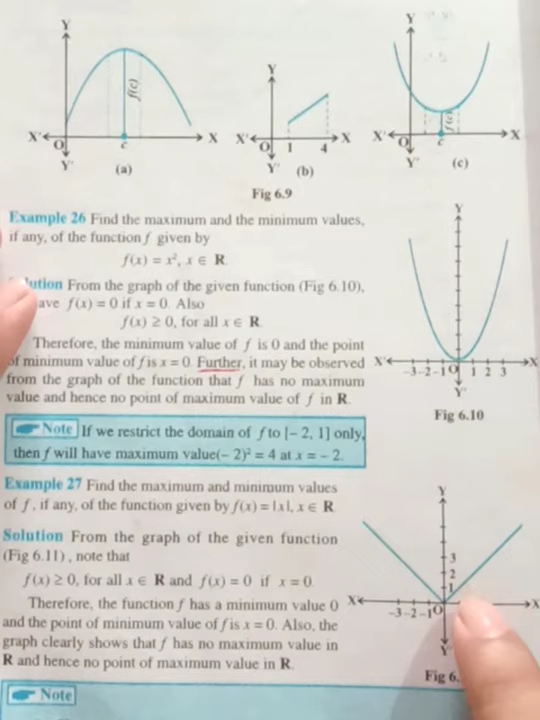 Y Y Y
f(c) f(c)
X' O c X X' O 1 4 X X' O c X
Y' (a) Y' (b) Y' (c)
Fig 6.9
Example 26 Find the maximum and the minimum values,
if any, of the function f given by
f(x) = x², x ∈ R.
lution From the graph of the given function (Fig 6.10),
ave f(x) = 0 if x = 0. Also
f(x) ≥ 0, for all x ∈ R.
Therefore, the minimum value of f is 0 and the point
of minimum value of f is x = 0. Further, it may be observed
from the graph of the function that f has no maximum
value and hence no point of maximum value of f in R.
Y
X' -3 -2 -1 O 1 2 3 X
Y'
Fig 6.10
Note If we restrict the domain of f to [– 2, 1] only,
then f will have maximum value(– 2)² = 4 at x = – 2.
Example 27 Find the maximum and minimum values
of f, if any, of the function given by f(x) = |x|, x ∈ R.
Solution From the graph of the given function
(Fig 6.11), note that
f(x) ≥ 0, for all x ∈ R and f(x) = 0 if x = 0.
Therefore, the function f has a minimum value 0
and the point of minimum value of f is x = 0. Also, the
graph clearly shows that f has no maximum value in
R and hence no point of maximum value in R.
Y
3
2
1
X' -3 -2 -1 O X
Y'
Fig 6.
Note